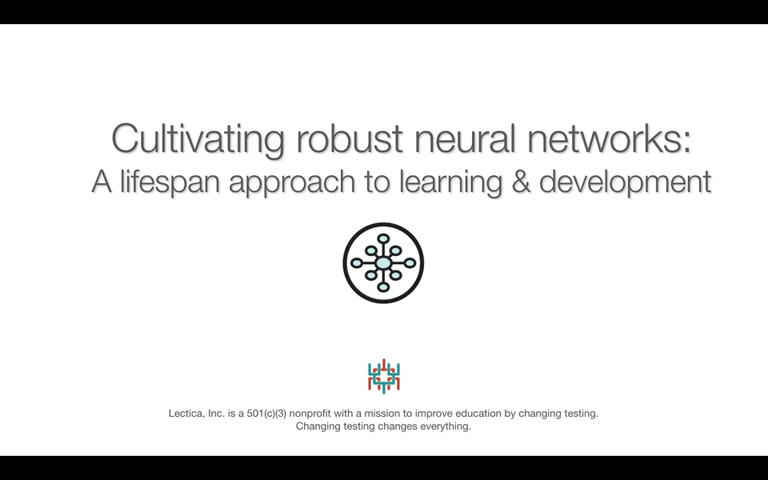 Cultivating robust neural networks:
A lifespan approach to learning & development
Lectica, Inc. is a 501(c)(3) nonprofit with a mission to improve education by changing testing.
Changing testing changes everything.